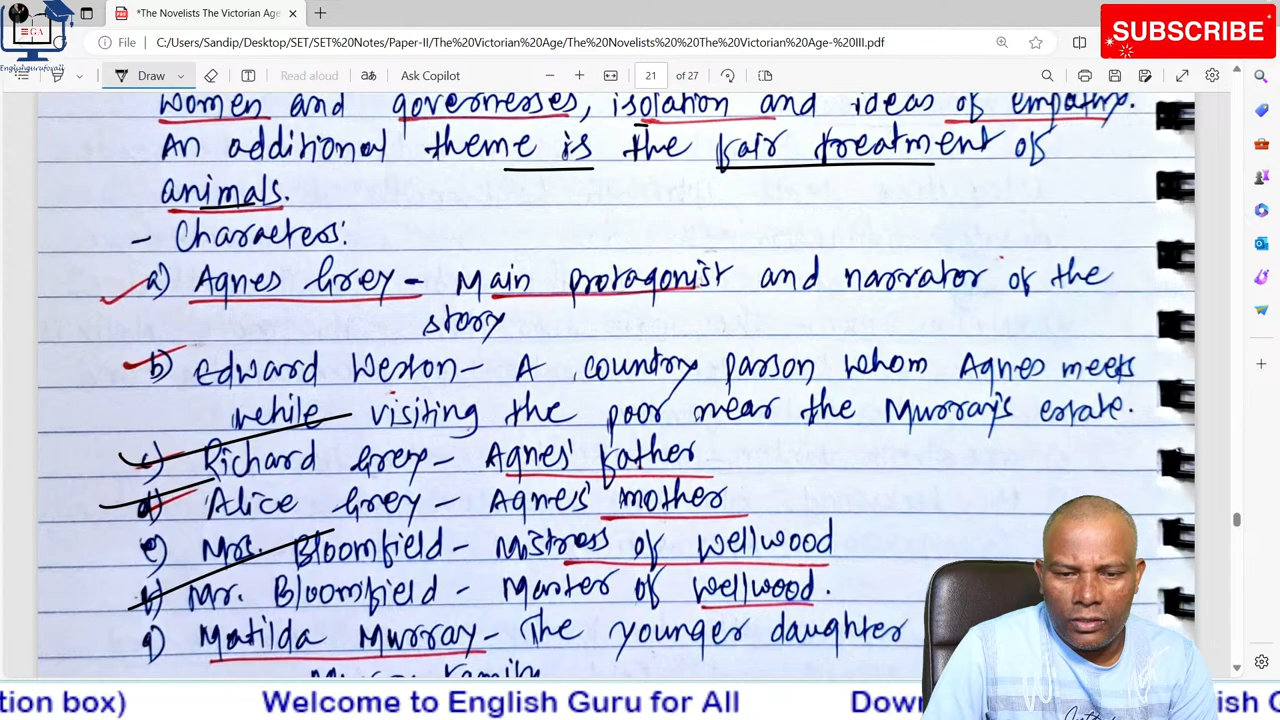 *The Novelists The Victorian Age
EGA
Englishguruforall
File
C:/Users/Sandip/Desktop/SET/SET%20Notes/Paper-II/The%20Victorian%20Age/The%20Novelists%20%20The%20Victorian%20Age-%20III.pdf
SUBSCRIBE
Draw
Read aloud
Ask Copilot
21
of 27
women and governesses, isolation and ideas of empathy.
An additional theme is the fair treatment of
animals.
- Characters:
a) Agnes Grey - Main protagonist and narrator of the
story
b) Edward Weston - A country parson whom Agnes meets
while visiting the poor near the Murray's estate.
c) Richard Grey - Agnes' father
d) Alice Grey - Agnes' mother
e) Mrs. Bloomfield - Mistress of Wellwood
f) Mr. Bloomfield - Master of Wellwood.
g) Matilda Murray - The younger daughter
tion box)
Welcome to English Guru for All
Down
ish G